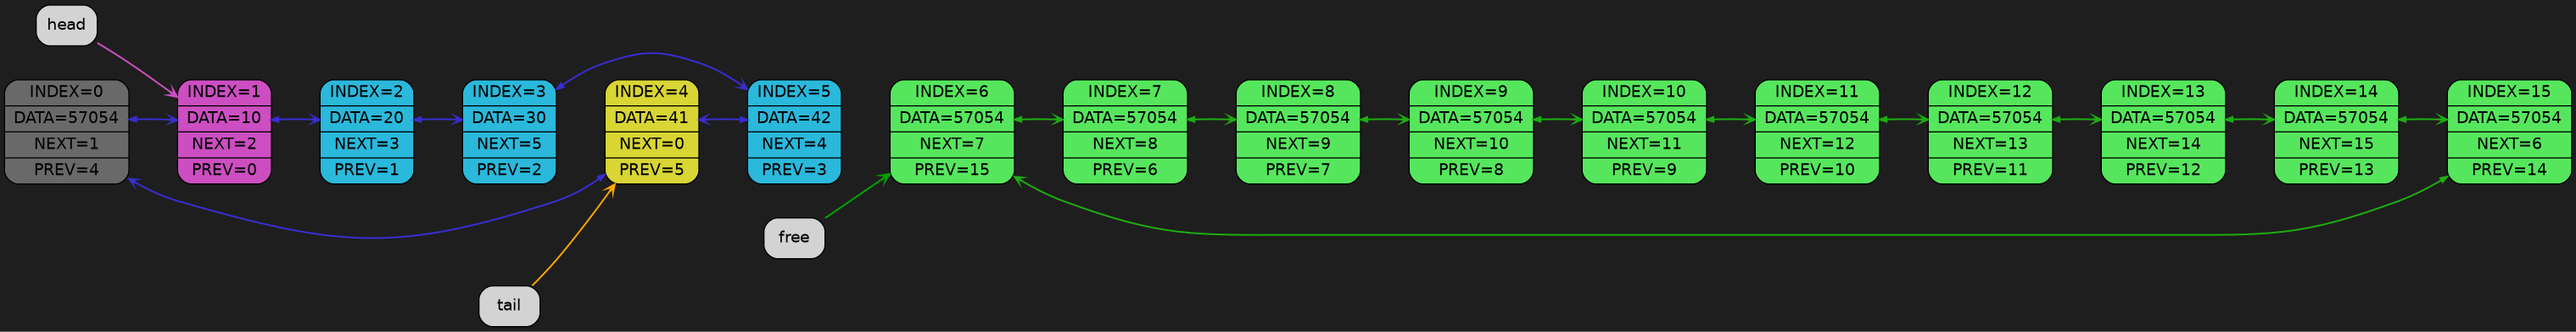 head
INDEX=0
DATA=57054
NEXT=1
PREV=4
INDEX=1
DATA=10
NEXT=2
PREV=0
INDEX=2
DATA=20
NEXT=3
PREV=1
INDEX=3
DATA=30
NEXT=5
PREV=2
INDEX=4
DATA=41
NEXT=0
PREV=5
INDEX=5
DATA=42
NEXT=4
PREV=3
INDEX=6
DATA=57054
NEXT=7
PREV=15
INDEX=7
DATA=57054
NEXT=8
PREV=6
INDEX=8
DATA=57054
NEXT=9
PREV=7
INDEX=9
DATA=57054
NEXT=10
PREV=8
INDEX=10
DATA=57054
NEXT=11
PREV=9
INDEX=11
DATA=57054
NEXT=12
PREV=10
INDEX=12
DATA=57054
NEXT=13
PREV=11
INDEX=13
DATA=57054
NEXT=14
PREV=12
INDEX=14
DATA=57054
NEXT=15
PREV=13
INDEX=15
DATA=57054
NEXT=6
PREV=14
free
tail